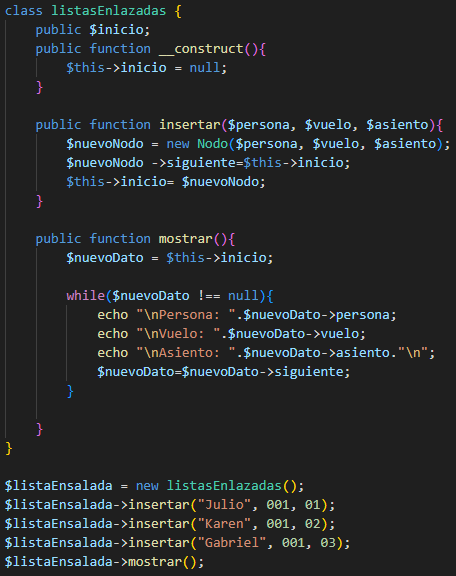 class listasEnlazadas {
    public $inicio;
    public function __construct(){
        $this->inicio = null;
    }

    public function insertar($persona, $vuelo, $asiento){
        $nuevoNodo = new Nodo($persona, $vuelo, $asiento);
        $nuevoNodo ->siguiente=$this->inicio;
        $this->inicio= $nuevoNodo;
    }

    public function mostrar(){
        $nuevoDato = $this->inicio;

        while($nuevoDato !== null){
            echo "\nPersona: ".$nuevoDato->persona;
            echo "\nVuelo: ".$nuevoDato->vuelo;
            echo "\nAsiento: ".$nuevoDato->asiento."\n";
            $nuevoDato=$nuevoDato->siguiente;
        }

    }
}

$listaEnsalada = new listasEnlazadas();
$listaEnsalada->insertar("Julio", 001, 01);
$listaEnsalada->insertar("Karen", 001, 02);
$listaEnsalada->insertar("Gabriel", 001, 03);
$listaEnsalada->mostrar();